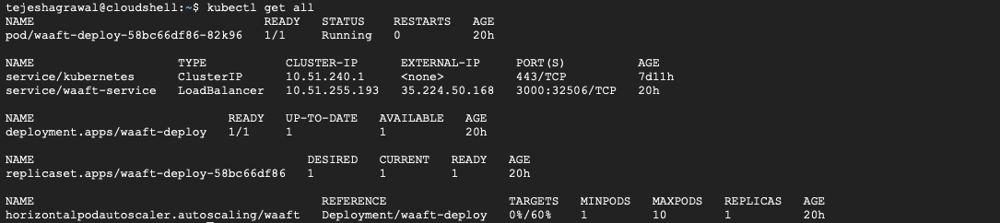 tejeshagrawal@cloudshell:~$ kubectl get all
NAME READY STATUS RESTARTS AGE
pod/waaft-deploy-58bc66df86-82k96 1/1 Running 0 20h
NAME TYPE CLUSTER-IP EXTERNAL-IP PORT(S) AGE
service/kubernetes ClusterIP 10.51.240.1 <none> 443/TCP 7d11h
service/waaft-service LoadBalancer 10.51.255.193 35.224.50.168 3000:32506/TCP 20h
NAME READY UP-TO-DATE AVAILABLE AGE
deployment.apps/waaft-deploy 1/1 1 1 20h
NAME DESIRED CURRENT READY AGE
replicaset.apps/waaft-deploy-58bc66df86 1 1 1 20h
NAME REFERENCE TARGETS MINPODS MAXPODS REPLICAS AGE
horizontalpodautoscaler.autoscaling/waaft Deployment/waaft-deploy 0%/60% 1 10 1 20h